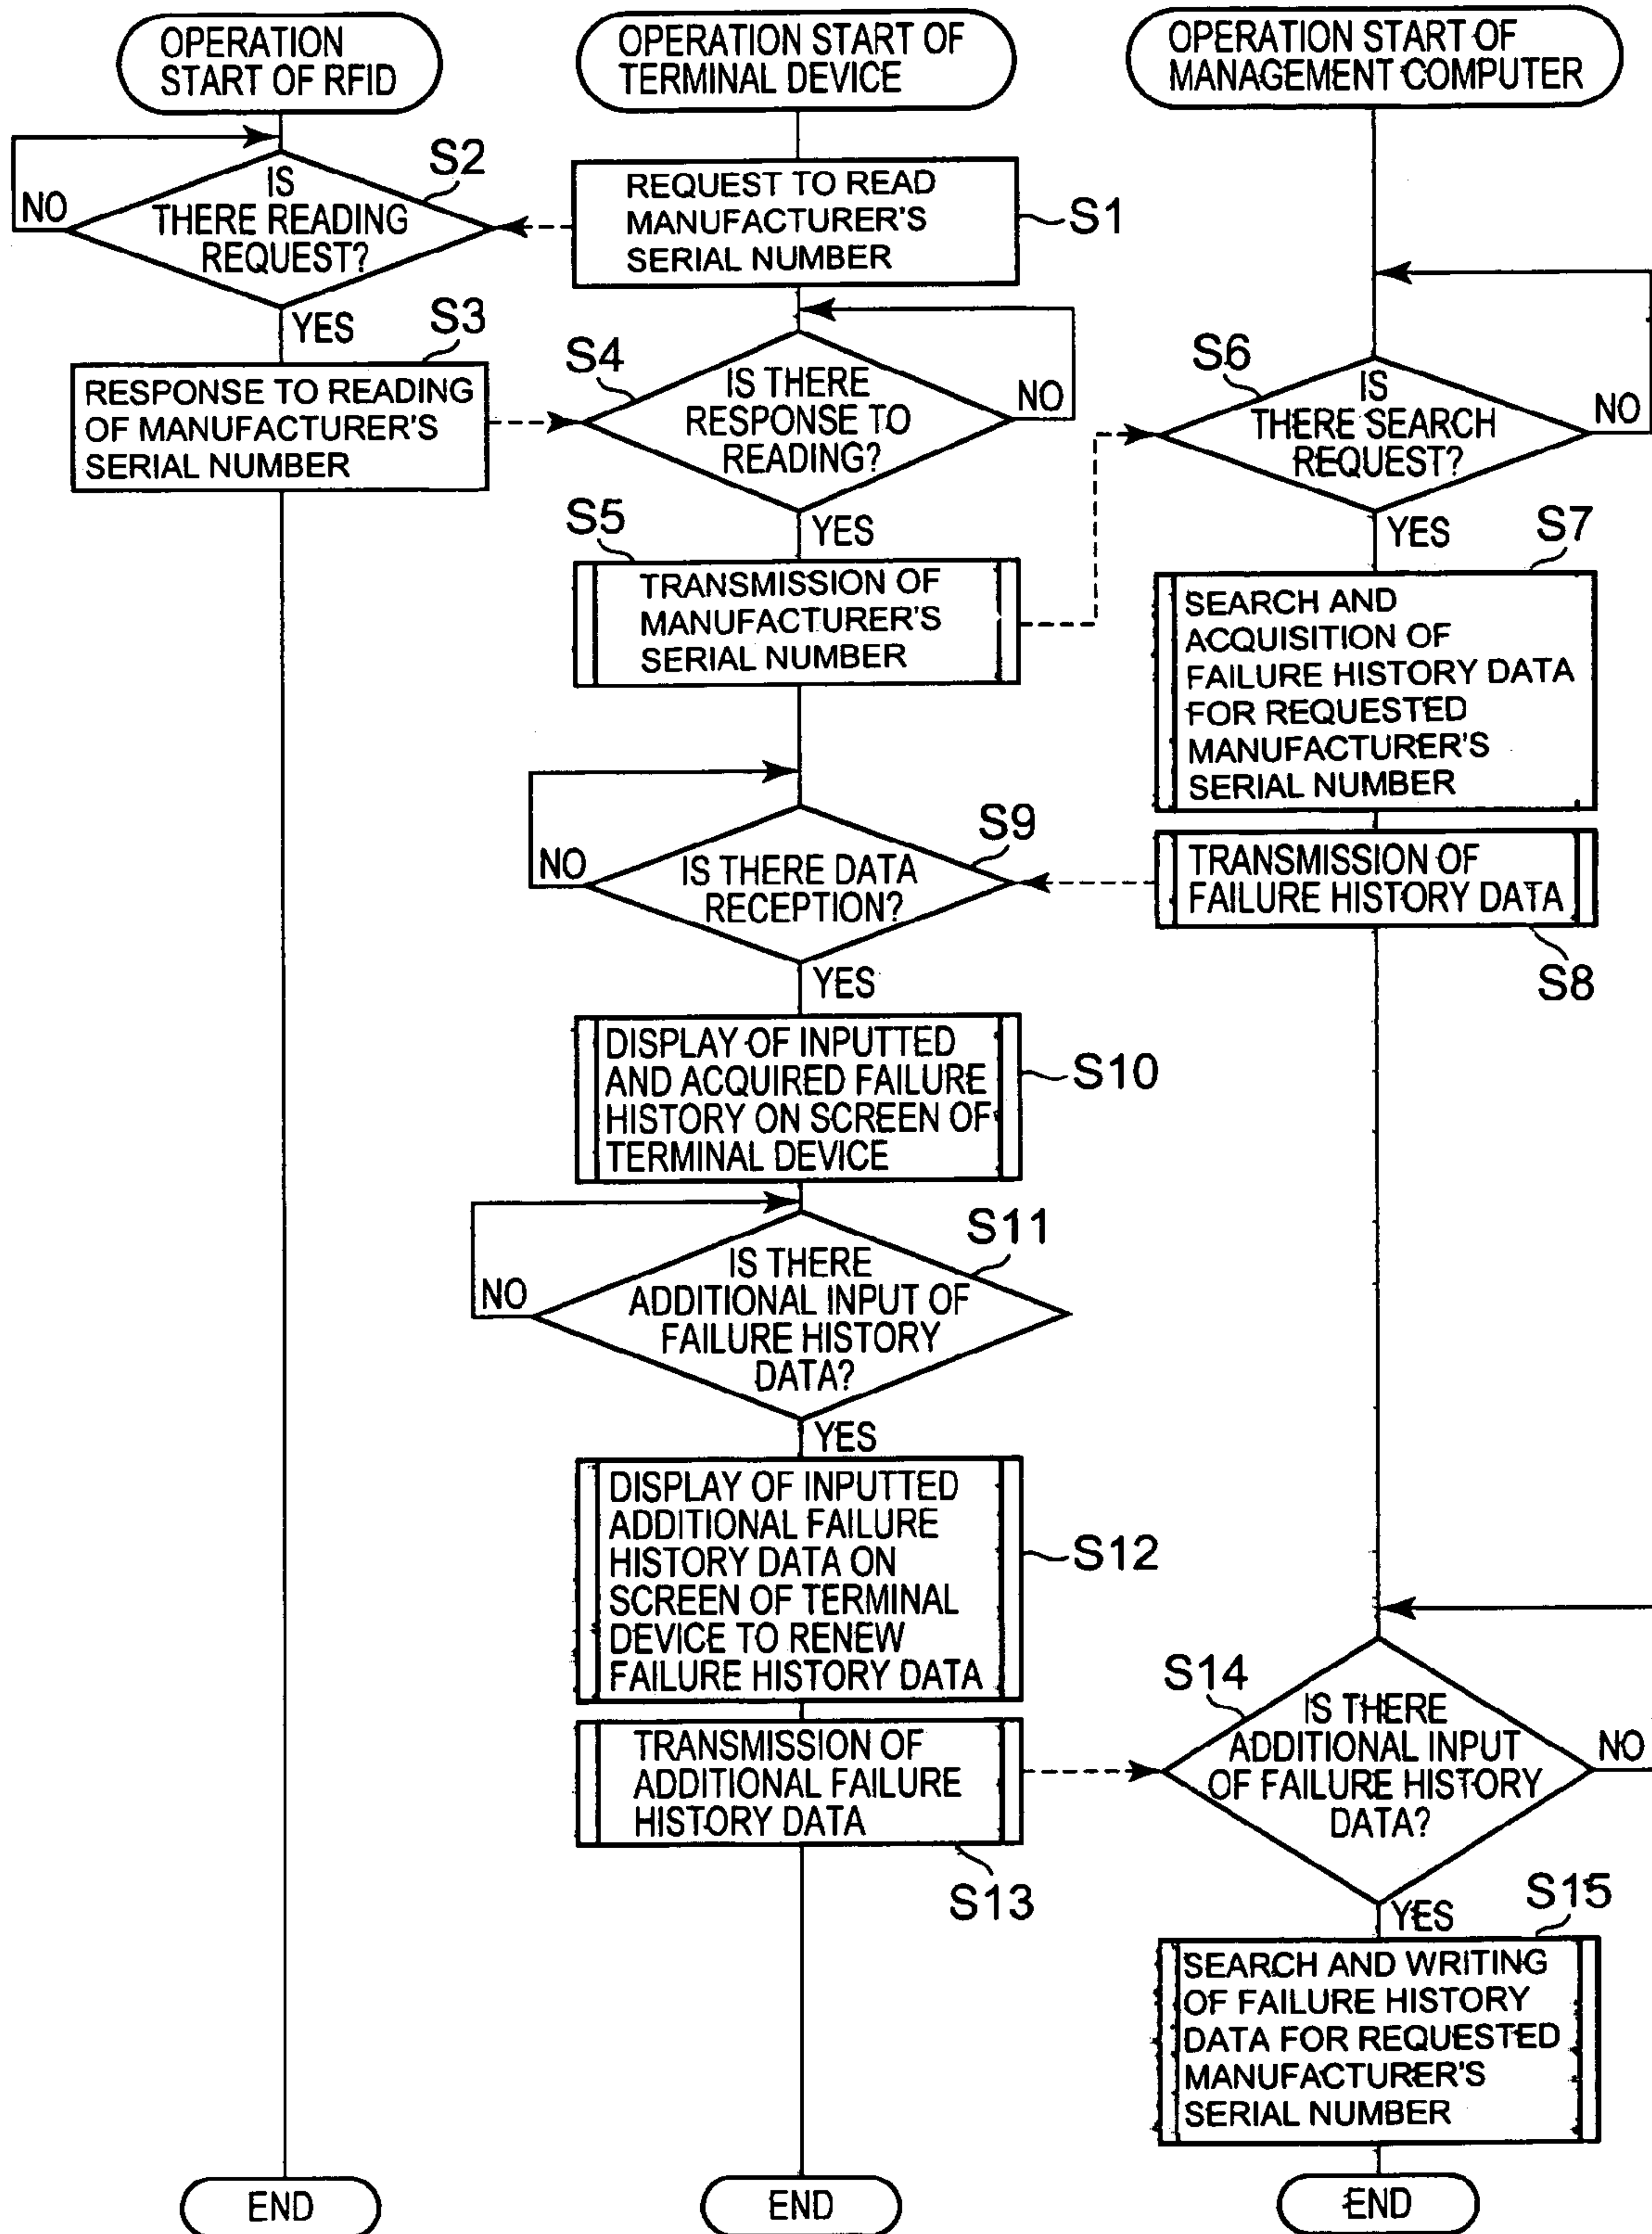 OPERATION
START OF RFID
IS
THERE READING
REQUEST?
S2
NO
YES
S3
RESPONSE TO READING
OF MANUFACTURER'S
SERIAL NUMBER
END
OPERATION START OF
TERMINAL DEVICE
REQUEST TO READ
MANUFACTURER'S
SERIAL NUMBER
S1
S4
IS THERE
RESPONSE TO
READING?
NO
YES
S5
TRANSMISSION OF
MANUFACTURER'S
SERIAL NUMBER
S9
NO
IS THERE DATA
RECEPTION?
YES
DISPLAY OF INPUTTED
AND ACQUIRED FAILURE
HISTORY ON SCREEN OF
TERMINAL DEVICE
S10
S11
NO
IS THERE
ADDITIONAL INPUT OF
FAILURE HISTORY
DATA?
YES
DISPLAY OF INPUTTED
ADDITIONAL FAILURE
HISTORY DATA ON
SCREEN OF TERMINAL
DEVICE TO RENEW
FAILURE HISTORY DATA
S12
TRANSMISSION OF
ADDITIONAL FAILURE
HISTORY DATA
S13
END
OPERATION START OF
MANAGEMENT COMPUTER
S6
IS
THERE SEARCH
REQUEST?
NO
YES
S7
SEARCH AND
ACQUISITION OF
FAILURE HISTORY DATA
FOR REQUESTED
MANUFACTURER'S
SERIAL NUMBER
TRANSMISSION OF
FAILURE HISTORY DATA
S8
S14
IS THERE
ADDITIONAL INPUT
OF FAILURE HISTORY
DATA?
NO
YES
S15
SEARCH AND WRITING
OF FAILURE HISTORY
DATA FOR REQUESTED
MANUFACTURER'S
SERIAL NUMBER
END